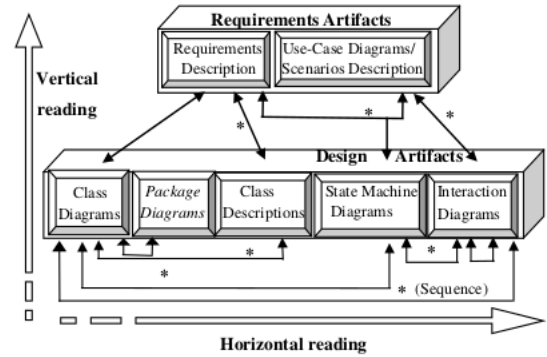 Requirements Artifacts
Requirements
Description
Use-Case Diagrams/
Scenarios Description
Vertical
reading
*
*
*
Design Artifacts
Class
Diagrams
Package
Diagrams
Class
Descriptions
State Machine
Diagrams
Interaction
Diagrams
*
*
*
* (Sequence)
Horizontal reading